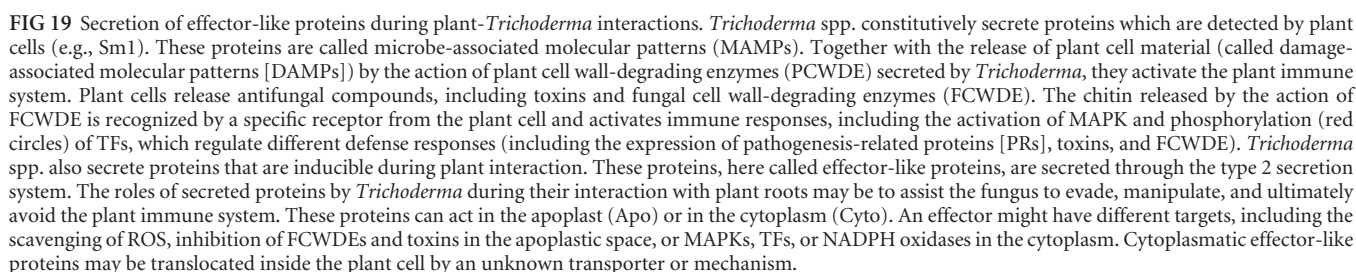 FIG 19 Secretion of effector-like proteins during plant-Trichoderma interactions. Trichoderma spp. constitutively secrete proteins which are detected by plant
cells (e.g., Sm1). These proteins are called microbe-associated molecular patterns (MAMPs). Together with the release of plant cell material (called damage-
associated molecular patterns [DAMPs]) by the action of plant cell wall-degrading enzymes (PCWDE) secreted by Trichoderma, they activate the plant immune
system. Plant cells release antifungal compounds, including toxins and fungal cell wall-degrading enzymes (FCWDE). The chitin released by the action of
FCWDE is recognized by a specific receptor from the plant cell and activates immune responses, including the activation of MAPK and phosphorylation (red
circles) of TFs, which regulate different defense responses (including the expression of pathogenesis-related proteins [PRs], toxins, and FCWDE). Trichoderma
spp. also secrete proteins that are inducible during plant interaction. These proteins, here called effector-like proteins, are secreted through the type 2 secretion
system. The roles of secreted proteins by Trichoderma during their interaction with plant roots may be to assist the fungus to evade, manipulate, and ultimately
avoid the plant immune system. These proteins can act in the apoplast (Apo) or in the cytoplasm (Cyto). An effector might have different targets, including the
scavenging of ROS, inhibition of FCWDEs and toxins in the apoplastic space, or MAPKs, TFs, or NADPH oxidases in the cytoplasm. Cytoplasmatic effector-like
proteins may be translocated inside the plant cell by an unknown transporter or mechanism.